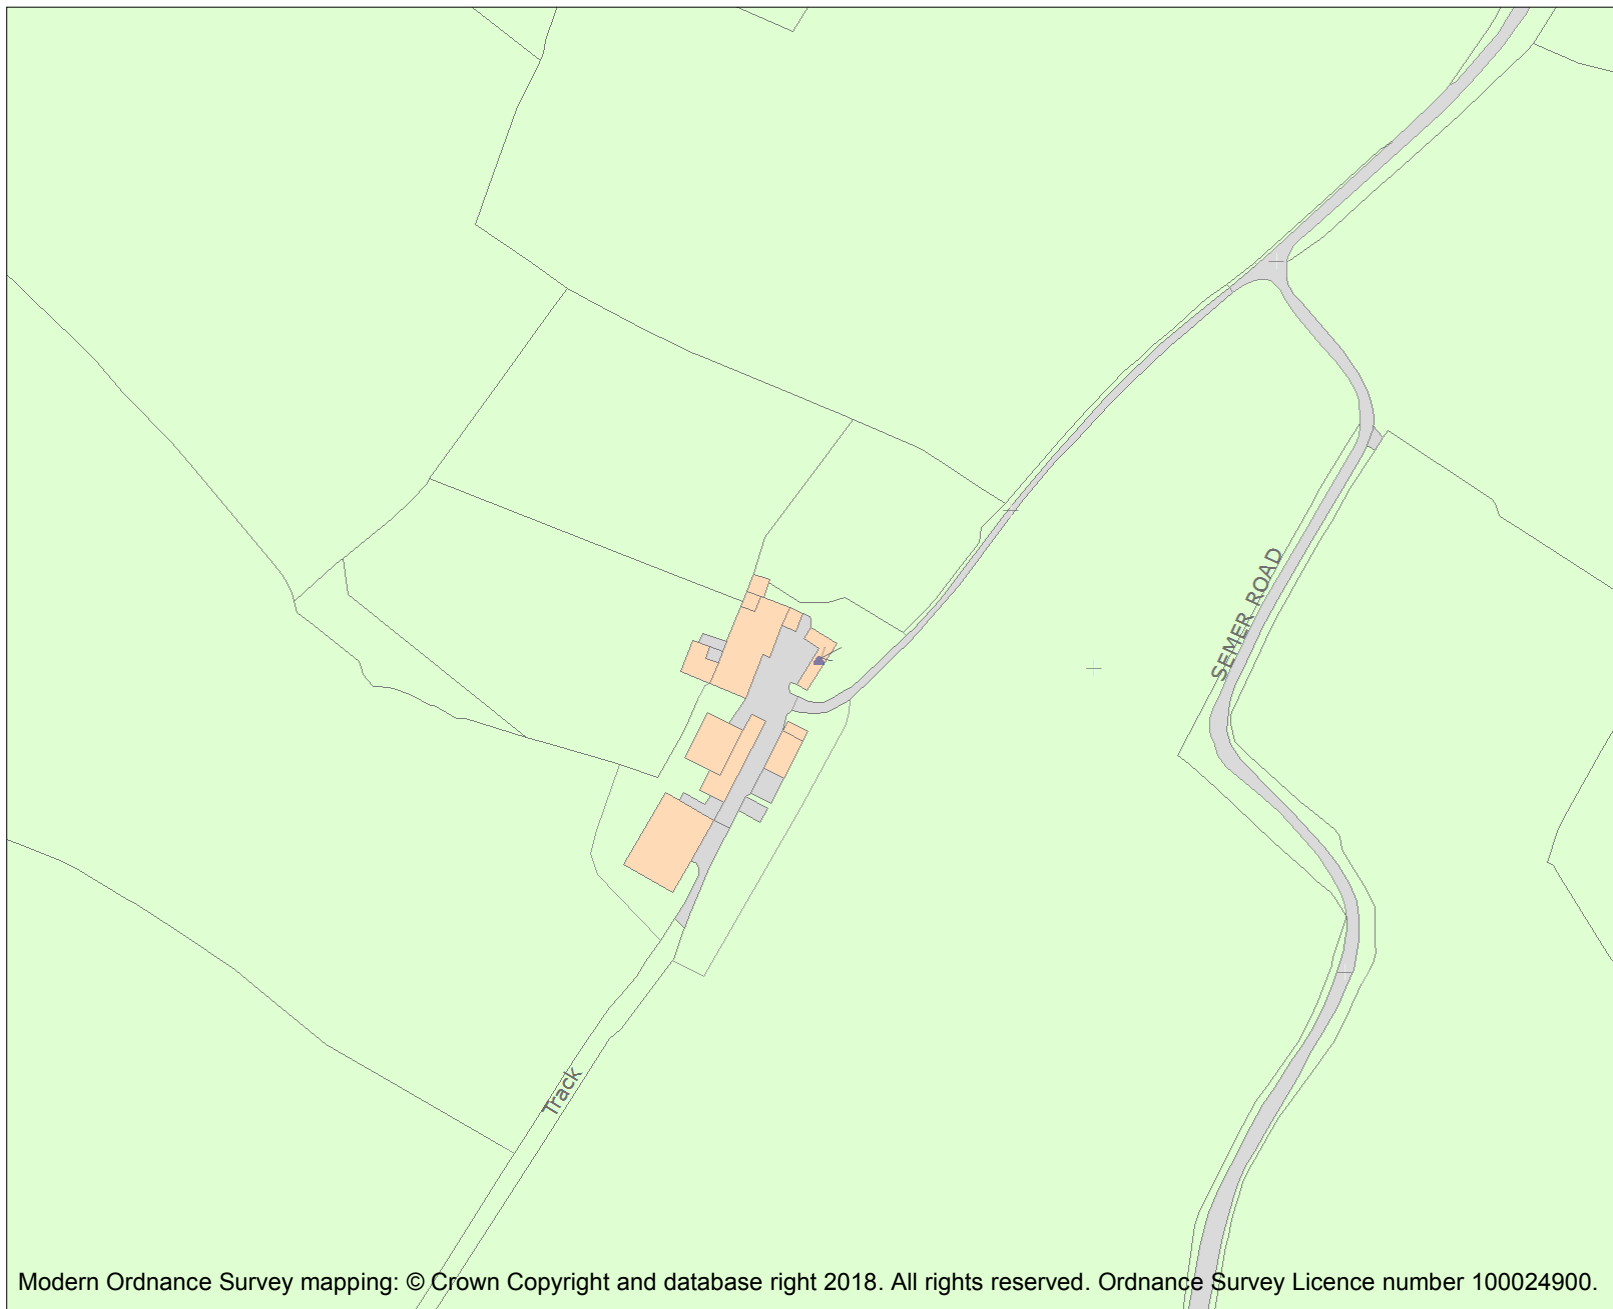 SEMER ROAD
Track
Modern Ordnance Survey mapping: © Crown Copyright and database right 2018. All rights reserved. Ordnance Survey Licence number 100024900.